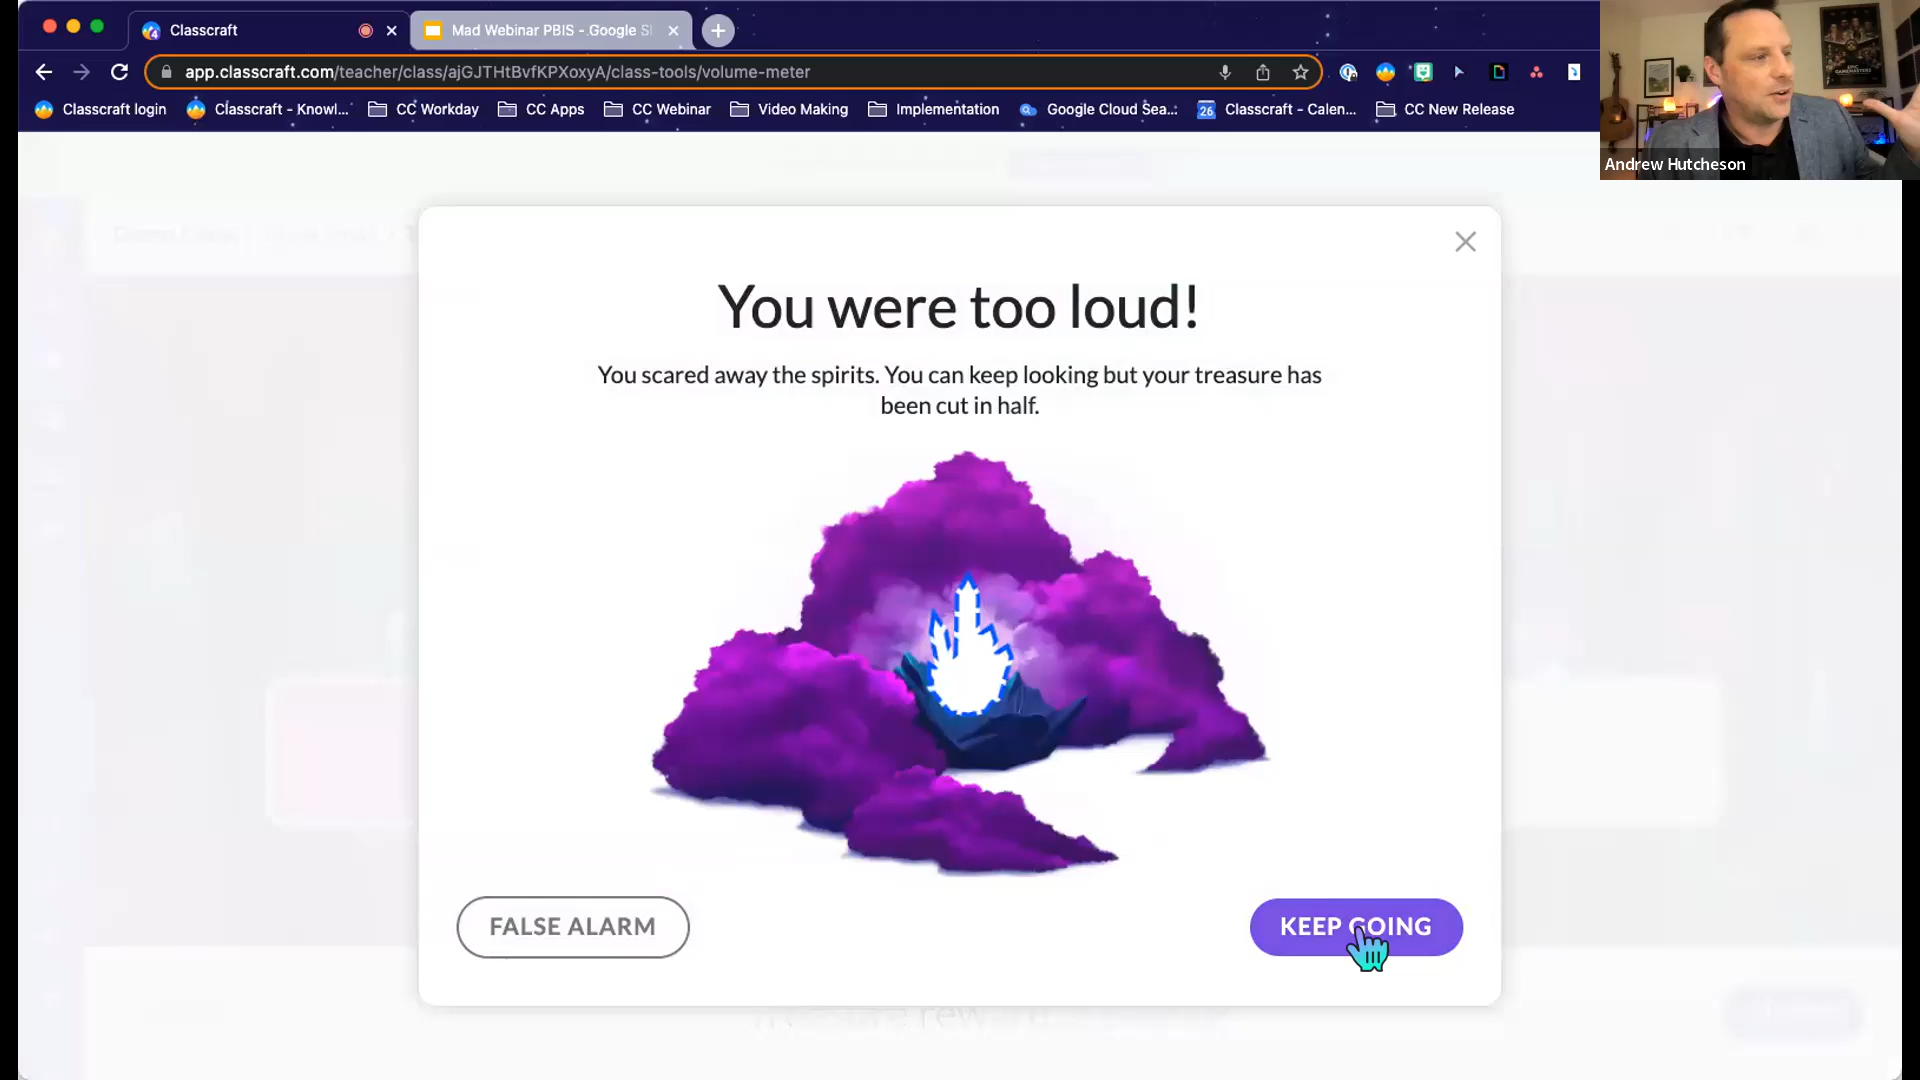 Classcraft
Mad Webinar PBIS - Google Sl
app.classcraft.com/teacher/class/ajGJTHtBvfKPXoxyA/class-tools/volume-meter
Classcraft login
Classcraft - Knowl...
CC Workday
CC Apps
CC Webinar
Video Making
Implementation
Google Cloud Sea...
26
Classcraft - Calen...
CC New Release
Andrew Hutcheson
You were too loud!
You scared away the spirits. You can keep looking but your treasure has
been cut in half.
FALSE ALARM
KEEP GOING